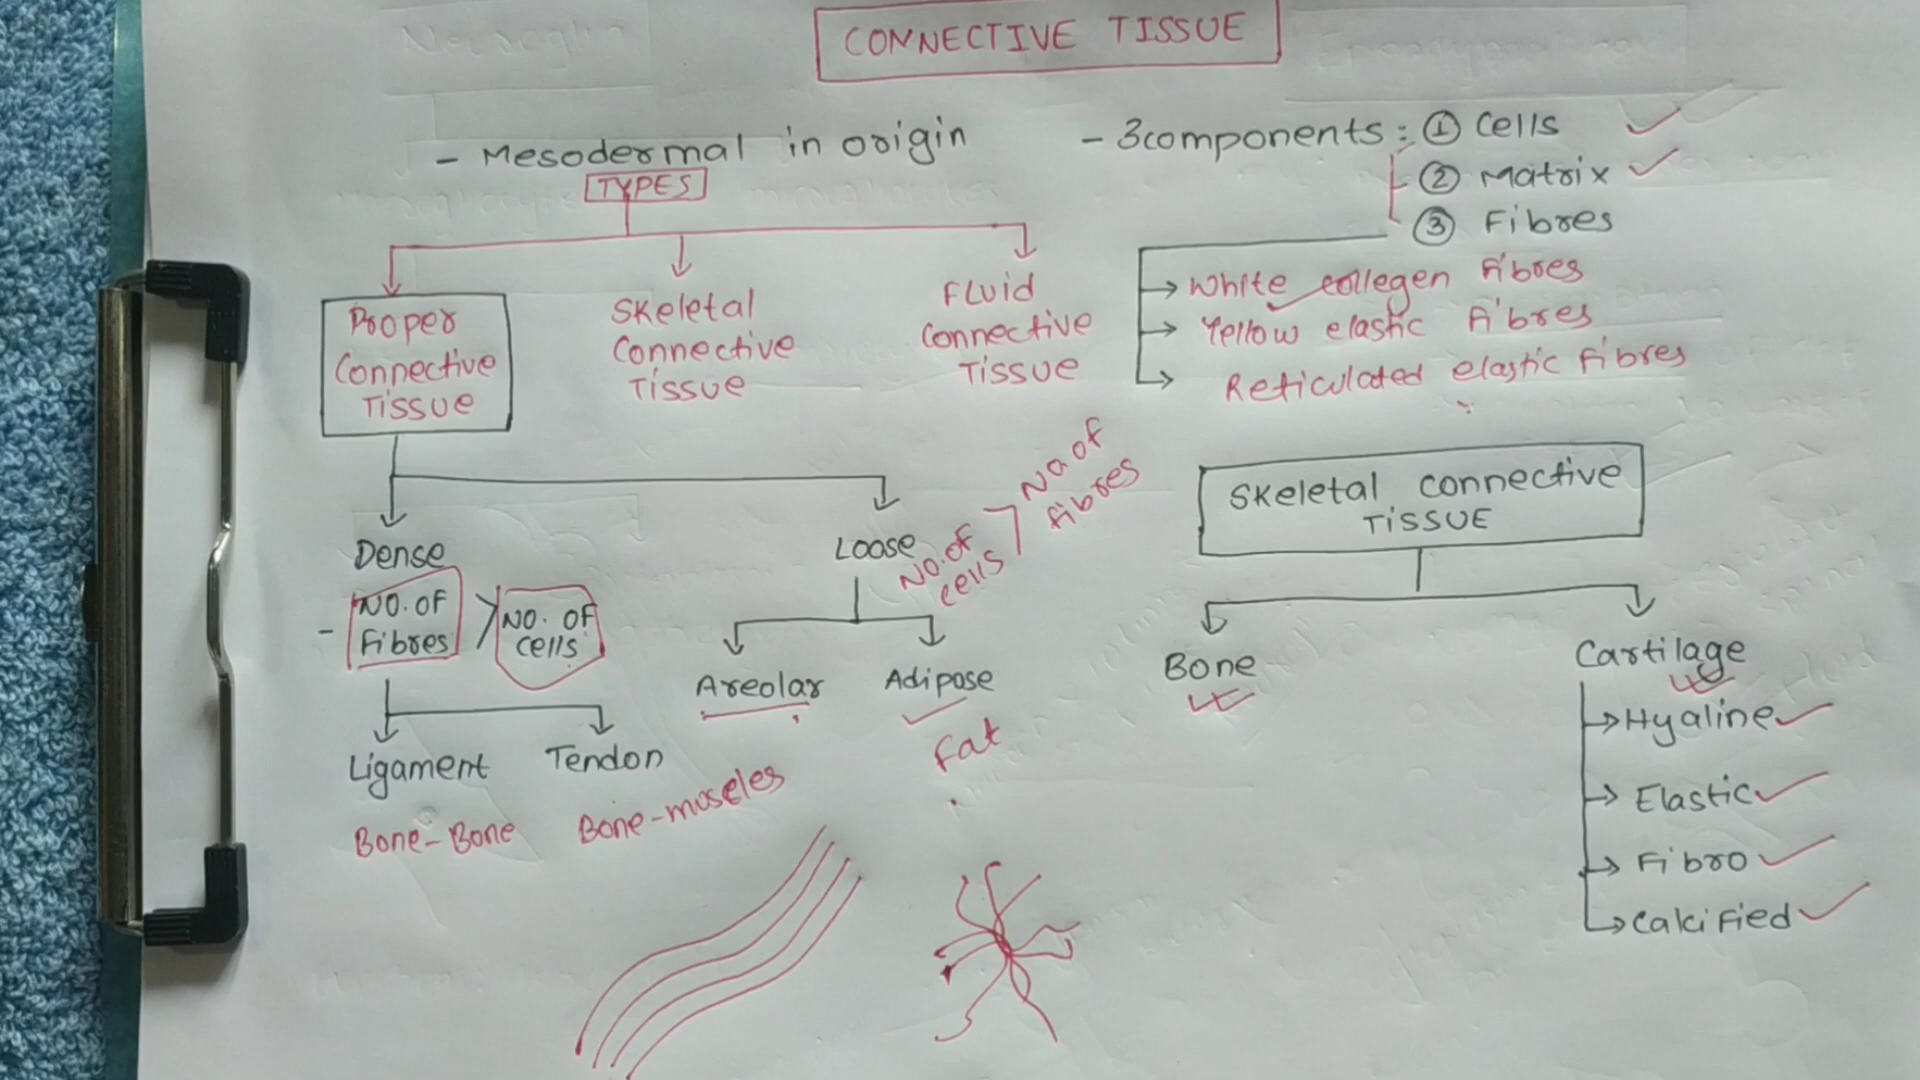 CONNECTIVE TISSUE
- Mesodermal in origin
- 3components: ① Cells
② Matrix
③ Fibres
→ White collegen fibres
→ Yellow elastic fibres
→ Reticulated elastic fibres
TYPES
Proper
Connective
Tissue
Skeletal
Connective
Tissue
Fluid
Connective
Tissue
Dense
- NO. OF
Fibres
> NO. OF
cells
Ligament
Bone-Bone
Tendon
Bone-museles
Loose
No. of
cells
> No of
fibres
Areolar
Adipose
fat
Skeletal connective
TISSUE
Bone
Cartilage
→ Hyaline
→ Elastic
→ Fibro
→ Calcified